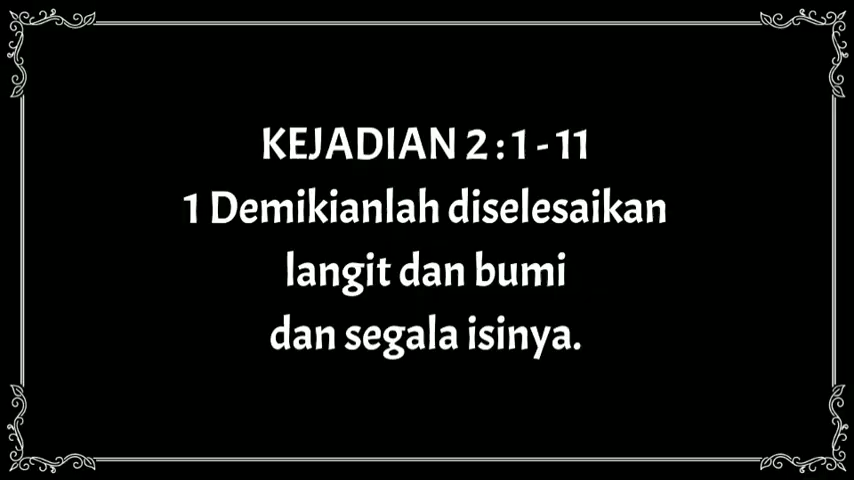 KEJADIAN 2 : 1 - 11
1 Demikianlah diselesaikan
langit dan bumi
dan segala isinya.